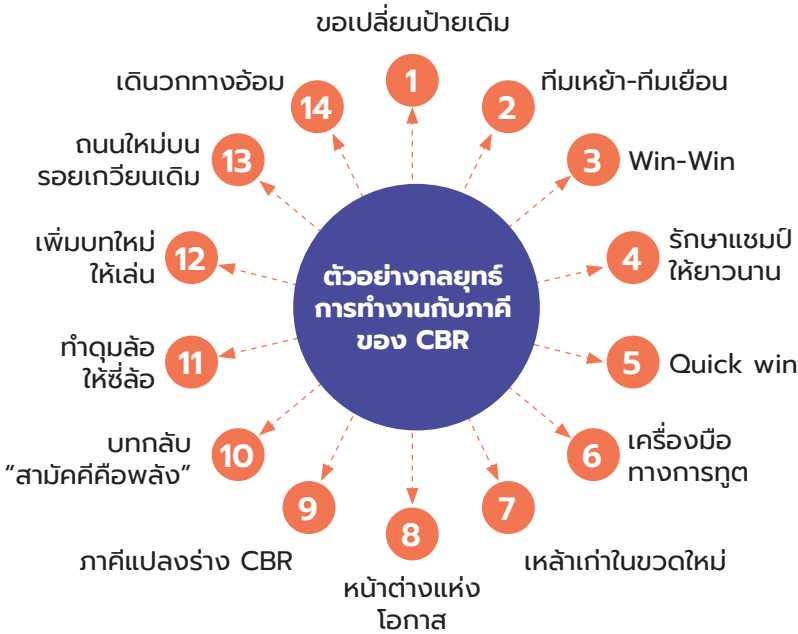 ตัวอย่างกลยุทธ์
การทำงานกับภาคี
ของ CBR
1
ขอเปลี่ยนป้ายเดิม
2
ทีมเหย้า-ทีมเยือน
3
Win-Win
4
รักษาแชมป์
ให้ยาวนาน
5
Quick win
6
เครื่องมือ
ทางการทูต
7
เหล้าเก่าในขวดใหม่
8
หน้าต่างแห่ง
โอกาส
9
ภาคีแปลงร่าง CBR
10
บทกลับ
“สามัคคีคือพลัง”
11
ทำดุมล้อ
ให้ซี่ล้อ
12
เพิ่มบทใหม่
ให้เล่น
13
ถนนใหม่บน
รอยเกวียนเดิม
14
เดินวกทางอ้อม